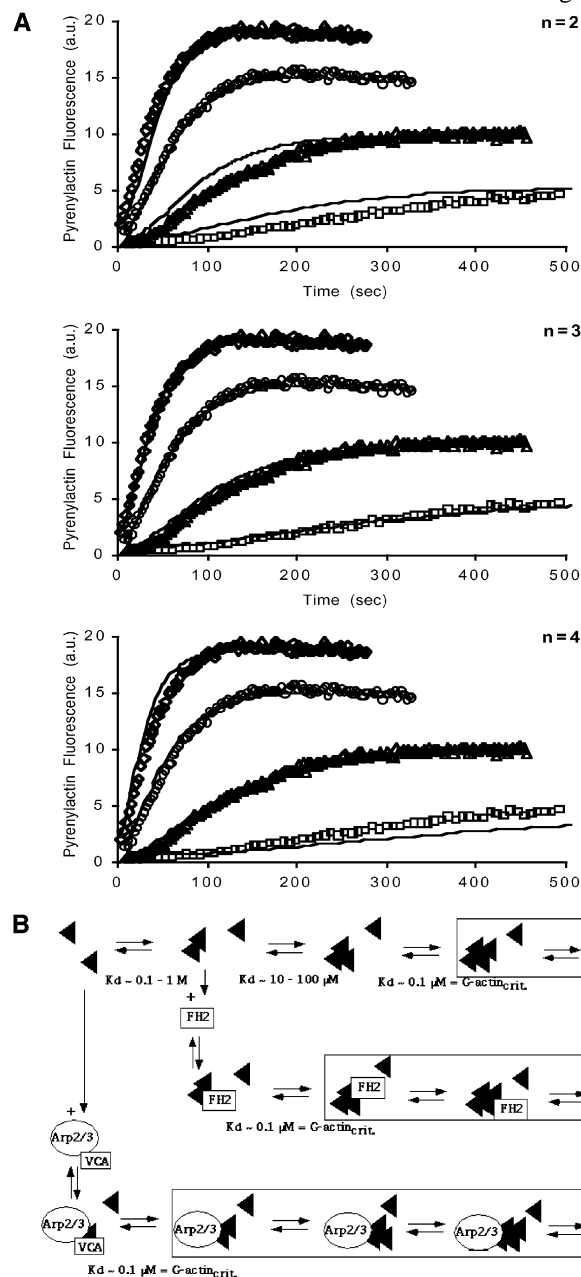 A
n=2
Pyrenylactin Fluorescence (a.u.)
20
15
10
5
0
0 100 200 300 400 500
Time (sec)
n=3
Pyrenylactin Fluorescence (a.u.)
20
15
10
5
0
0 100 200 300 400 500
Time (sec)
n=4
Pyrenylactin Fluorescence (a.u.)
20
15
10
5
0
0 100 200 300 400 500
Time (sec)
B
Kd ~ 0.1 - 1 M Kd ~ 10 - 100 μM Kd ~ 0.1 μM = G-actincrit.
+
FH2
FH2 FH2 FH2
Kd ~ 0.1 μM = G-actincrit.
+
Arp2/3
VCA
Arp2/3 Arp2/3 Arp2/3 Arp2/3
VCA
Kd ~ 0.1 μM = G-actincrit.